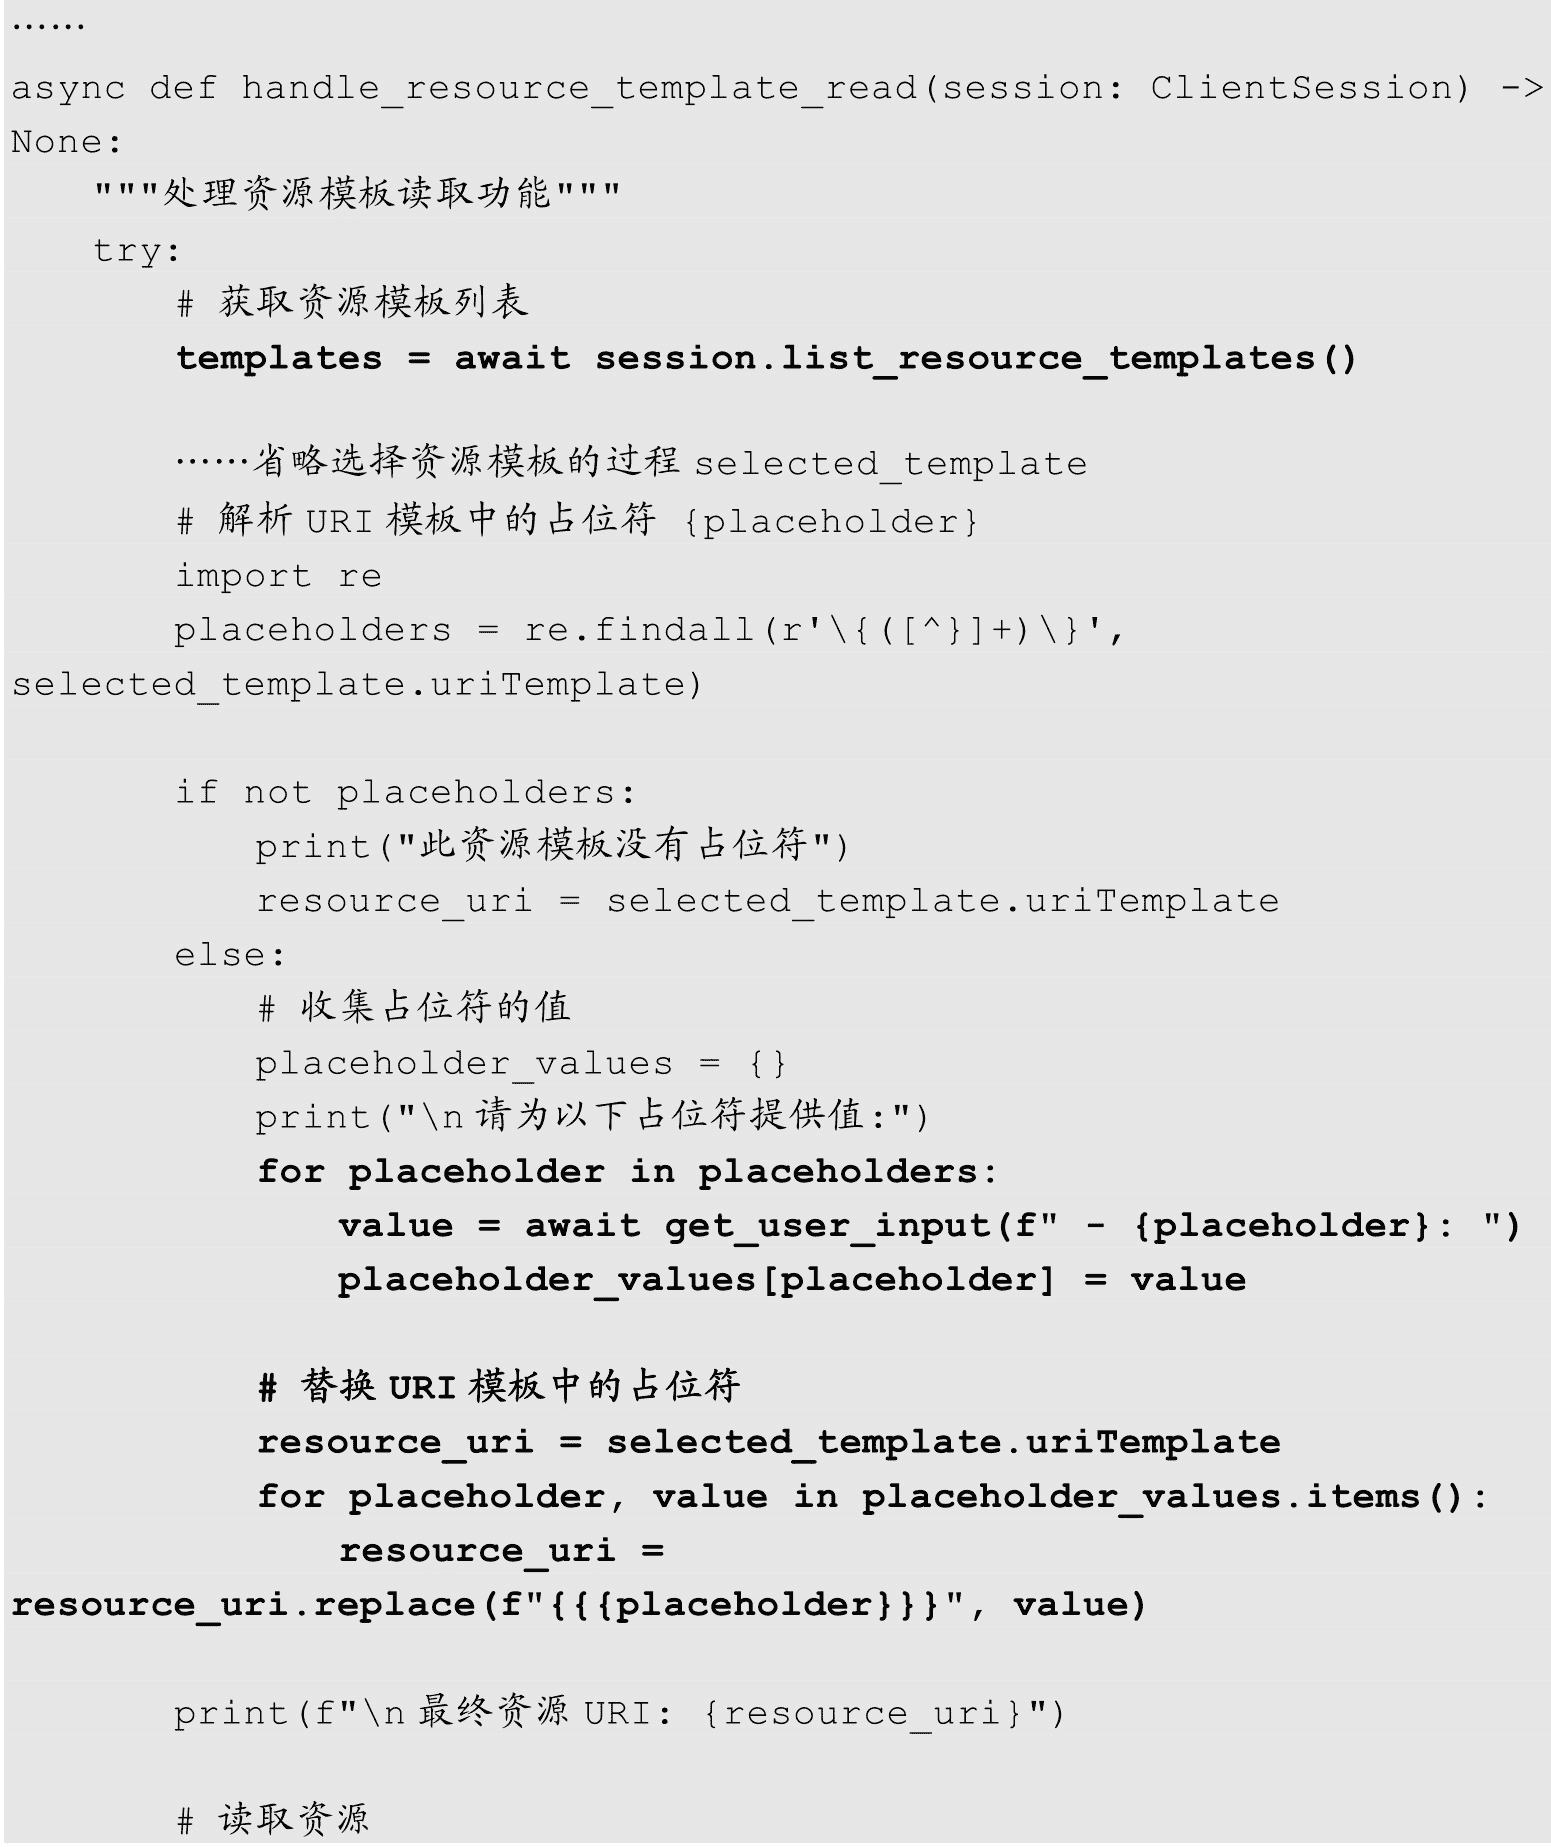 ……
async def handle_resource_template_read(session: ClientSession) ->
None:
    """处理资源模板读取功能"""
    try:
        # 获取资源模板列表
        templates = await session.list_resource_templates()

        ……省略选择资源模板的过程 selected_template
        # 解析 URI 模板中的占位符 {placeholder}
        import re
        placeholders = re.findall(r'\{([^}]+)\}',
selected_template.uriTemplate)

        if not placeholders:
            print("此资源模板没有占位符")
            resource_uri = selected_template.uriTemplate
        else:
            # 收集占位符的值
            placeholder_values = {}
            print("\n 请为以下占位符提供值:")
            for placeholder in placeholders:
                value = await get_user_input(f" - {placeholder}: ")
                placeholder_values[placeholder] = value

            # 替换 URI 模板中的占位符
            resource_uri = selected_template.uriTemplate
            for placeholder, value in placeholder_values.items():
                resource_uri =
resource_uri.replace(f"{{{placeholder}}}", value)

        print(f"\n 最终资源 URI: {resource_uri}")

        # 读取资源